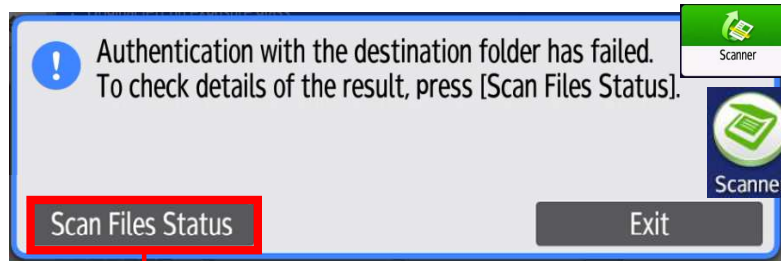 Authentication with the destination folder has failed.
To check details of the result, press [Scan Files Status].
Scanner
Scanne
Scan Files Status
Exit